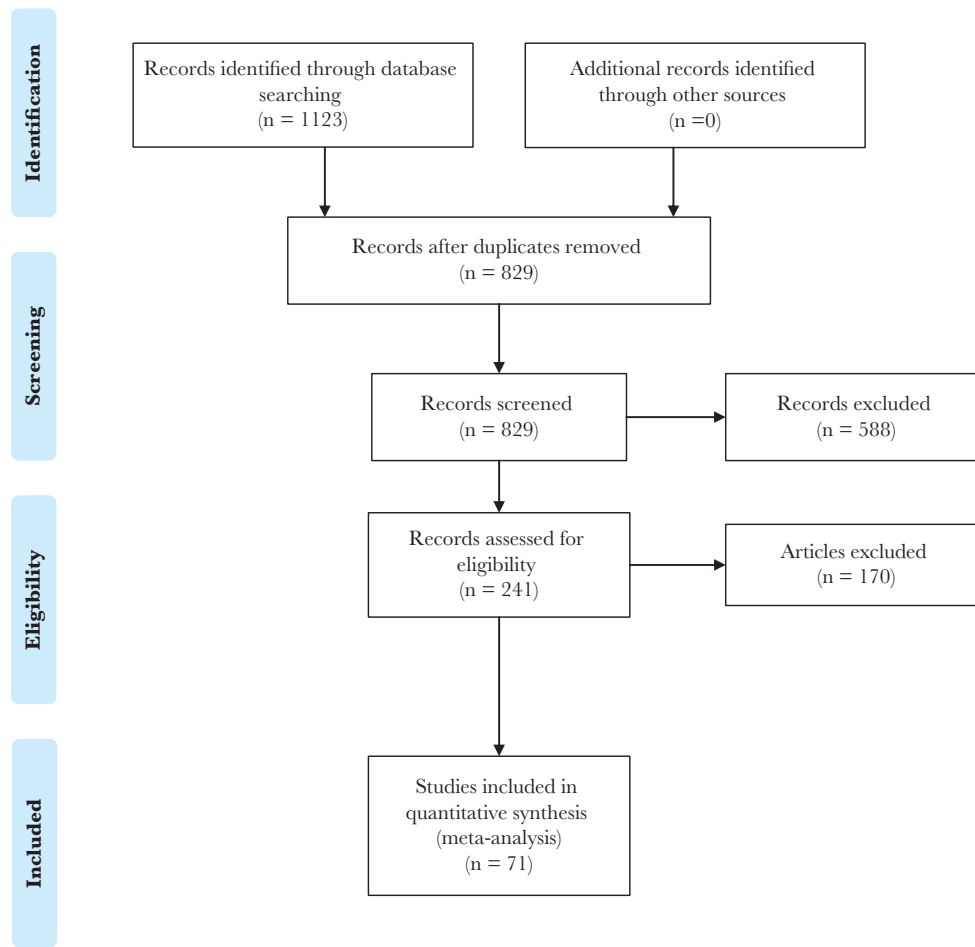 Identification
Records identified through database
searching
(n = 1123)
Additional records identified
through other sources
(n =0)
Records after duplicates removed
(n = 829)
Screening
Records screened
(n = 829)
Records excluded
(n = 588)
Eligibility
Records assessed for
eligibility
(n = 241)
Articles excluded
(n = 170)
Included
Studies included in
quantitative synthesis
(meta-analysis)
(n = 71)